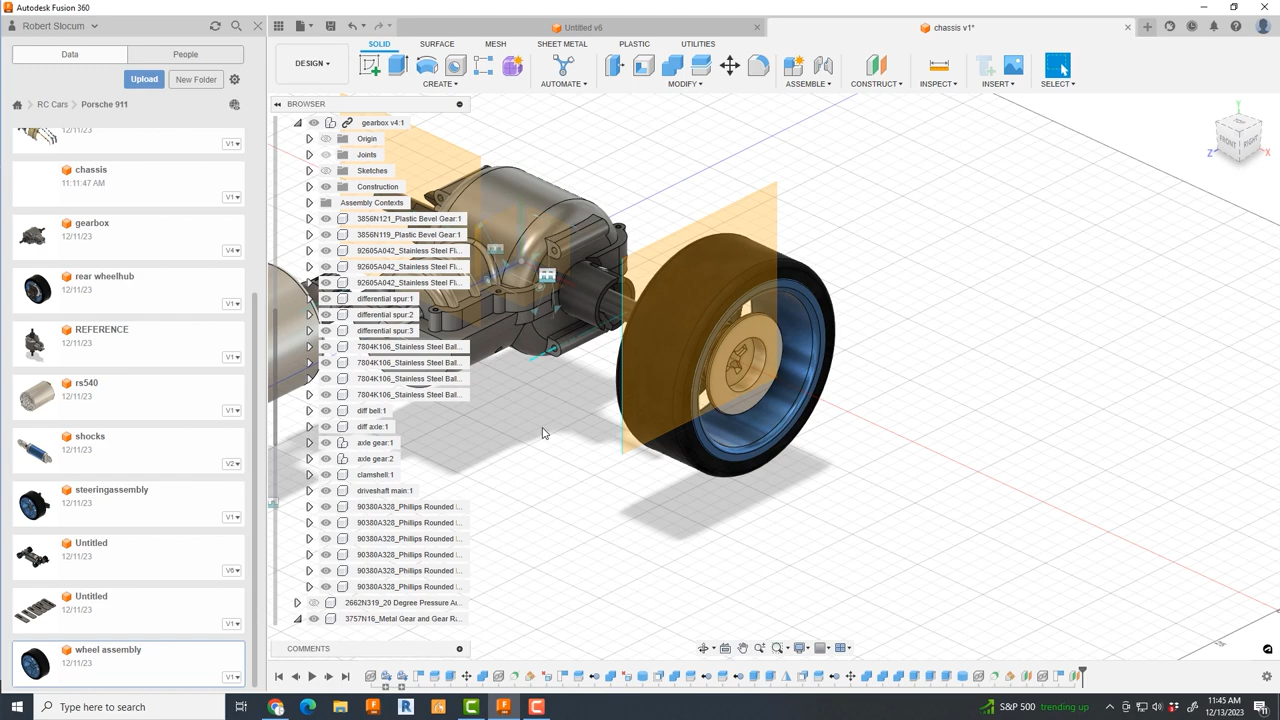 Autodesk Fusion 360
Robert Slocum
Untitled v6
chassis v1*
Data
People
Upload
New Folder
RC Cars
Porsche 911
12/11/23
V1
chassis
11:11:47 AM
V1
gearbox
12/11/23
V4
rear wheelhub
12/11/23
V1
REFERENCE
12/11/23
V1
rs540
12/11/23
V1
shocks
12/11/23
V2
steeringassembly
12/11/23
V1
Untitled
12/11/23
V6
Untitled
12/11/23
V1
wheel assembly
12/11/23
V1
DESIGN
SOLID
SURFACE
MESH
SHEET METAL
PLASTIC
UTILITIES
CREATE
AUTOMATE
MODIFY
ASSEMBLE
CONSTRUCT
INSPECT
INSERT
SELECT
BROWSER
gearbox v4:1
Origin
Joints
Sketches
Construction
Assembly Contexts
3856N121_Plastic Bevel Gear:1
3856N119_Plastic Bevel Gear:1
92605A042_Stainless Steel Fl...
92605A042_Stainless Steel Fl...
92605A042_Stainless Steel Fl...
differential spur:1
differential spur:2
differential spur:3
7804K106_Stainless Steel Ball...
7804K106_Stainless Steel Ball...
7804K106_Stainless Steel Ball...
7804K106_Stainless Steel Ball...
diff bell:1
diff axle:1
axle gear:1
axle gear:2
clamshell:1
driveshaft main:1
90380A328_Phillips Rounded ...
90380A328_Phillips Rounded ...
90380A328_Phillips Rounded ...
90380A328_Phillips Rounded ...
90380A328_Phillips Rounded ...
90380A328_Phillips Rounded ...
2662N319_20 Degree Pressure An...
3757N16_Metal Gear and Gear R...
COMMENTS
Y
Z
X
FRONT
RIGHT
Type here to search
S&P 500 trending up
11:45 AM
12/13/2023